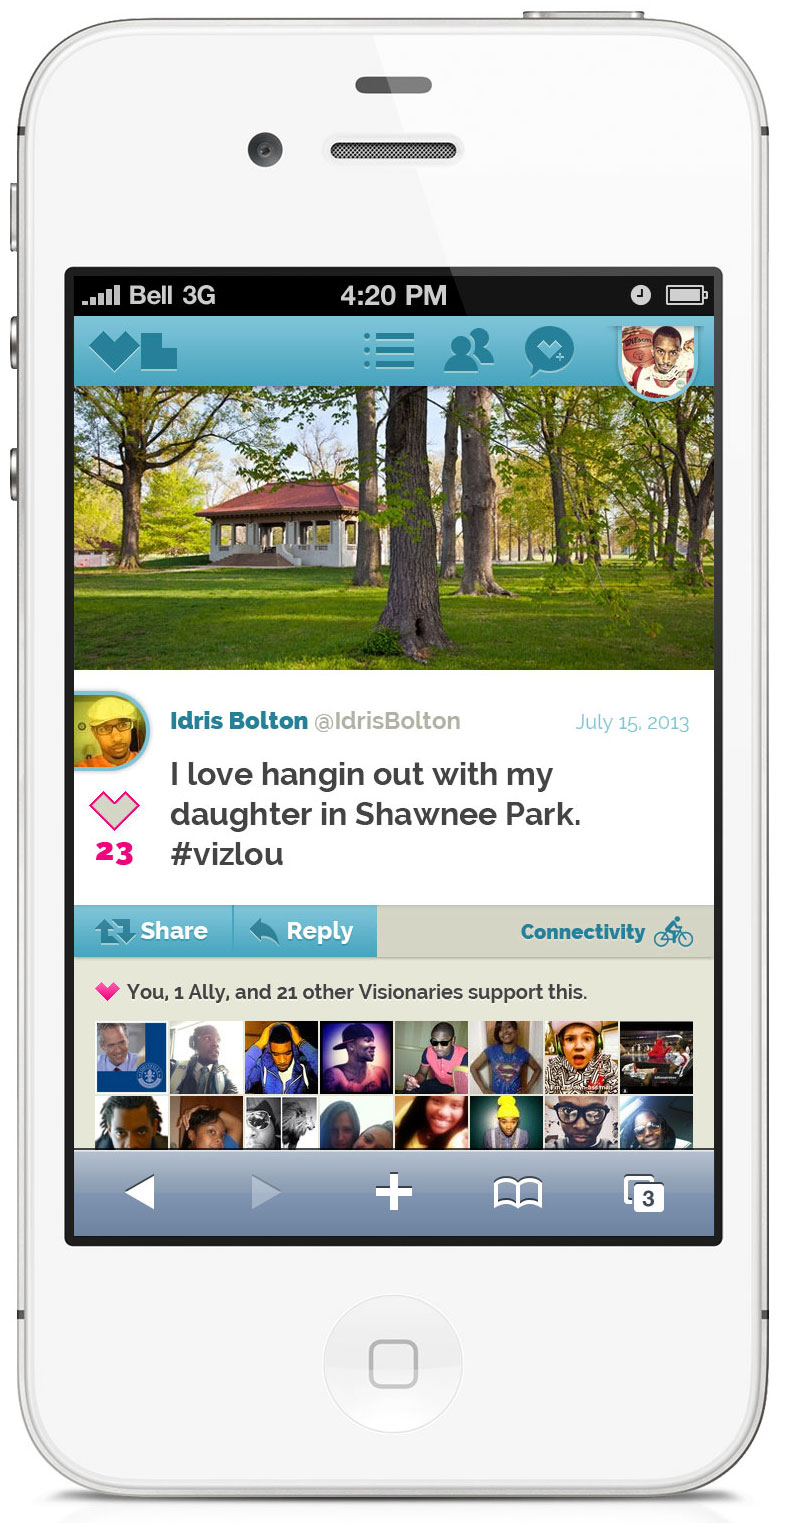 Bell 3G 4:20 PM
Idris Bolton @IdrisBolton July 15, 2013
I love hangin out with my
daughter in Shawnee Park.
#vizlou
23
Share Reply Connectivity
You, 1 Ally, and 21 other Visionaries support this.
3